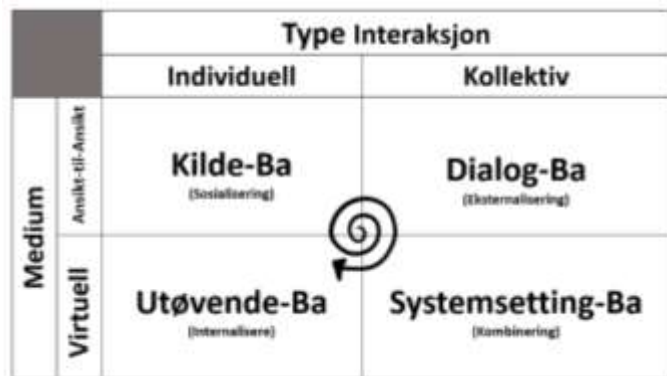 Type Interaksjon
Individuell
Kollektiv
Medium
Ansikt-til-Ansikt
Kilde-Ba
(Sosialisering)
Dialog-Ba
(Eksternalisering)
Virtuell
Utøvende-Ba
(Internalisere)
Systemsetting-Ba
(Kombinering)